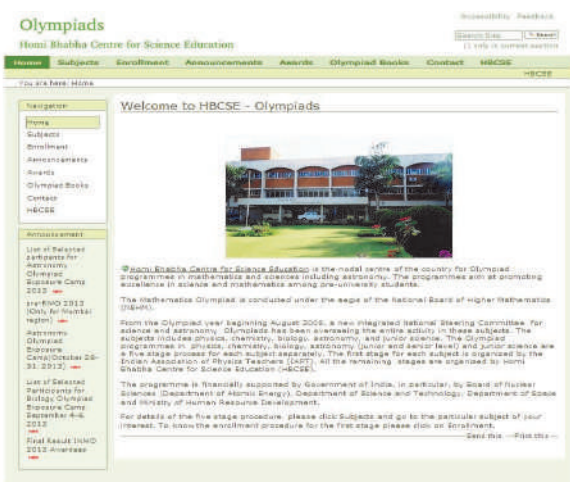 Olympiads
Homi Bhabha Centre for Science Education
Accessibility Feedback
Search Site Search
only in current section
Home Subjects Enrollment Announcements Awards Olympiad Books Contact HBCSE
HBCSE
You are here: Home
Navigation
Home
Subjects
Enrollment
Announcements
Awards
Olympiad Books
Contact
HBCSE
Announcement
List of Selected
participants for
Astronomy
Olympiad
Exposure Camp
2013
preRMO 2013
(Only for Mumbai
region)
Astronomy
Olympiad
Exposure
Camp(October 28-
31, 2013)
List of Selected
Participants for
Biology Olympiad
Exposure Camp
September 4-6,
2013
Final Result INMO
2013 Awardees
Welcome to HBCSE - Olympiads
Homi Bhabha Centre for Science Education is the nodal centre of the country for Olympiad
programmes in mathematics and sciences including astronomy. The programmes aim at promoting
excellence in science and mathematics among pre-university students.
The Mathematics Olympiad is conducted under the aegis of the National Board of Higher Mathematics
(NBHM).
From the Olympiad year beginning August 2006, a new integrated National Steering Committee for
science and astronomy Olympiads has been overseeing the entire activity in these subjects. The
subjects includes physics, chemistry, biology, astronomy, and junior science. The Olympiad
programmes in physics, chemistry, biology, astronomy (junior and senior level) and junior science are
a five stage process for each subject separately. The first stage for each subject is organized by the
Indian Association of Physics Teachers (IAPT). All the remaining stages are organized by Homi
Bhabha Centre for Science Education (HBCSE).
The programme is financially supported by Government of India, in particular, by Board of Nuclear
Sciences (Department of Atomic Energy), Department of Science and Technology, Department of Space
and Ministry of Human Resource Development.
For details of the five stage procedure, please click Subjects and go to the particular subject of your
interest. To know the enrollment procedure for the first stage please click on Enrollment.
Send this — Print this —